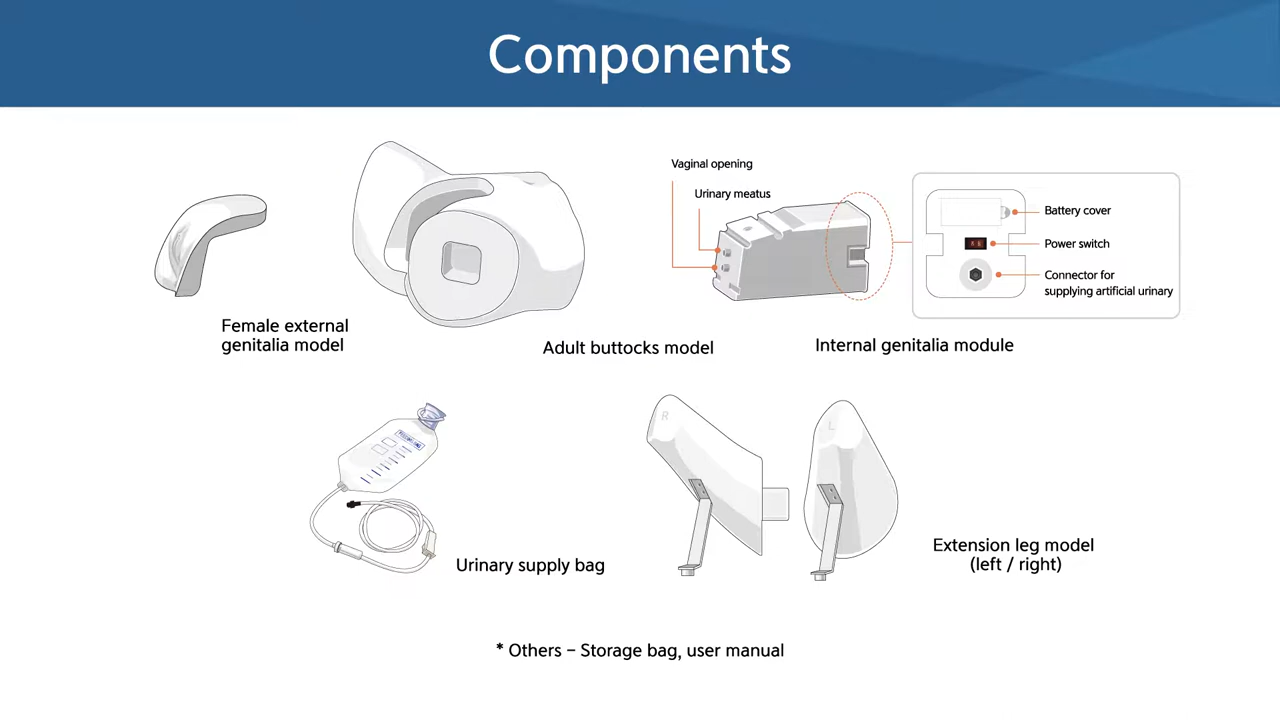 Components
Vaginal opening
Urinary meatus
Battery cover
Power switch
Connector for
supplying artificial urinary
Female external
genitalia model
Adult buttocks model
Internal genitalia module
R
L
Urinary supply bag
Extension leg model
(left / right)
* Others – Storage bag, user manual